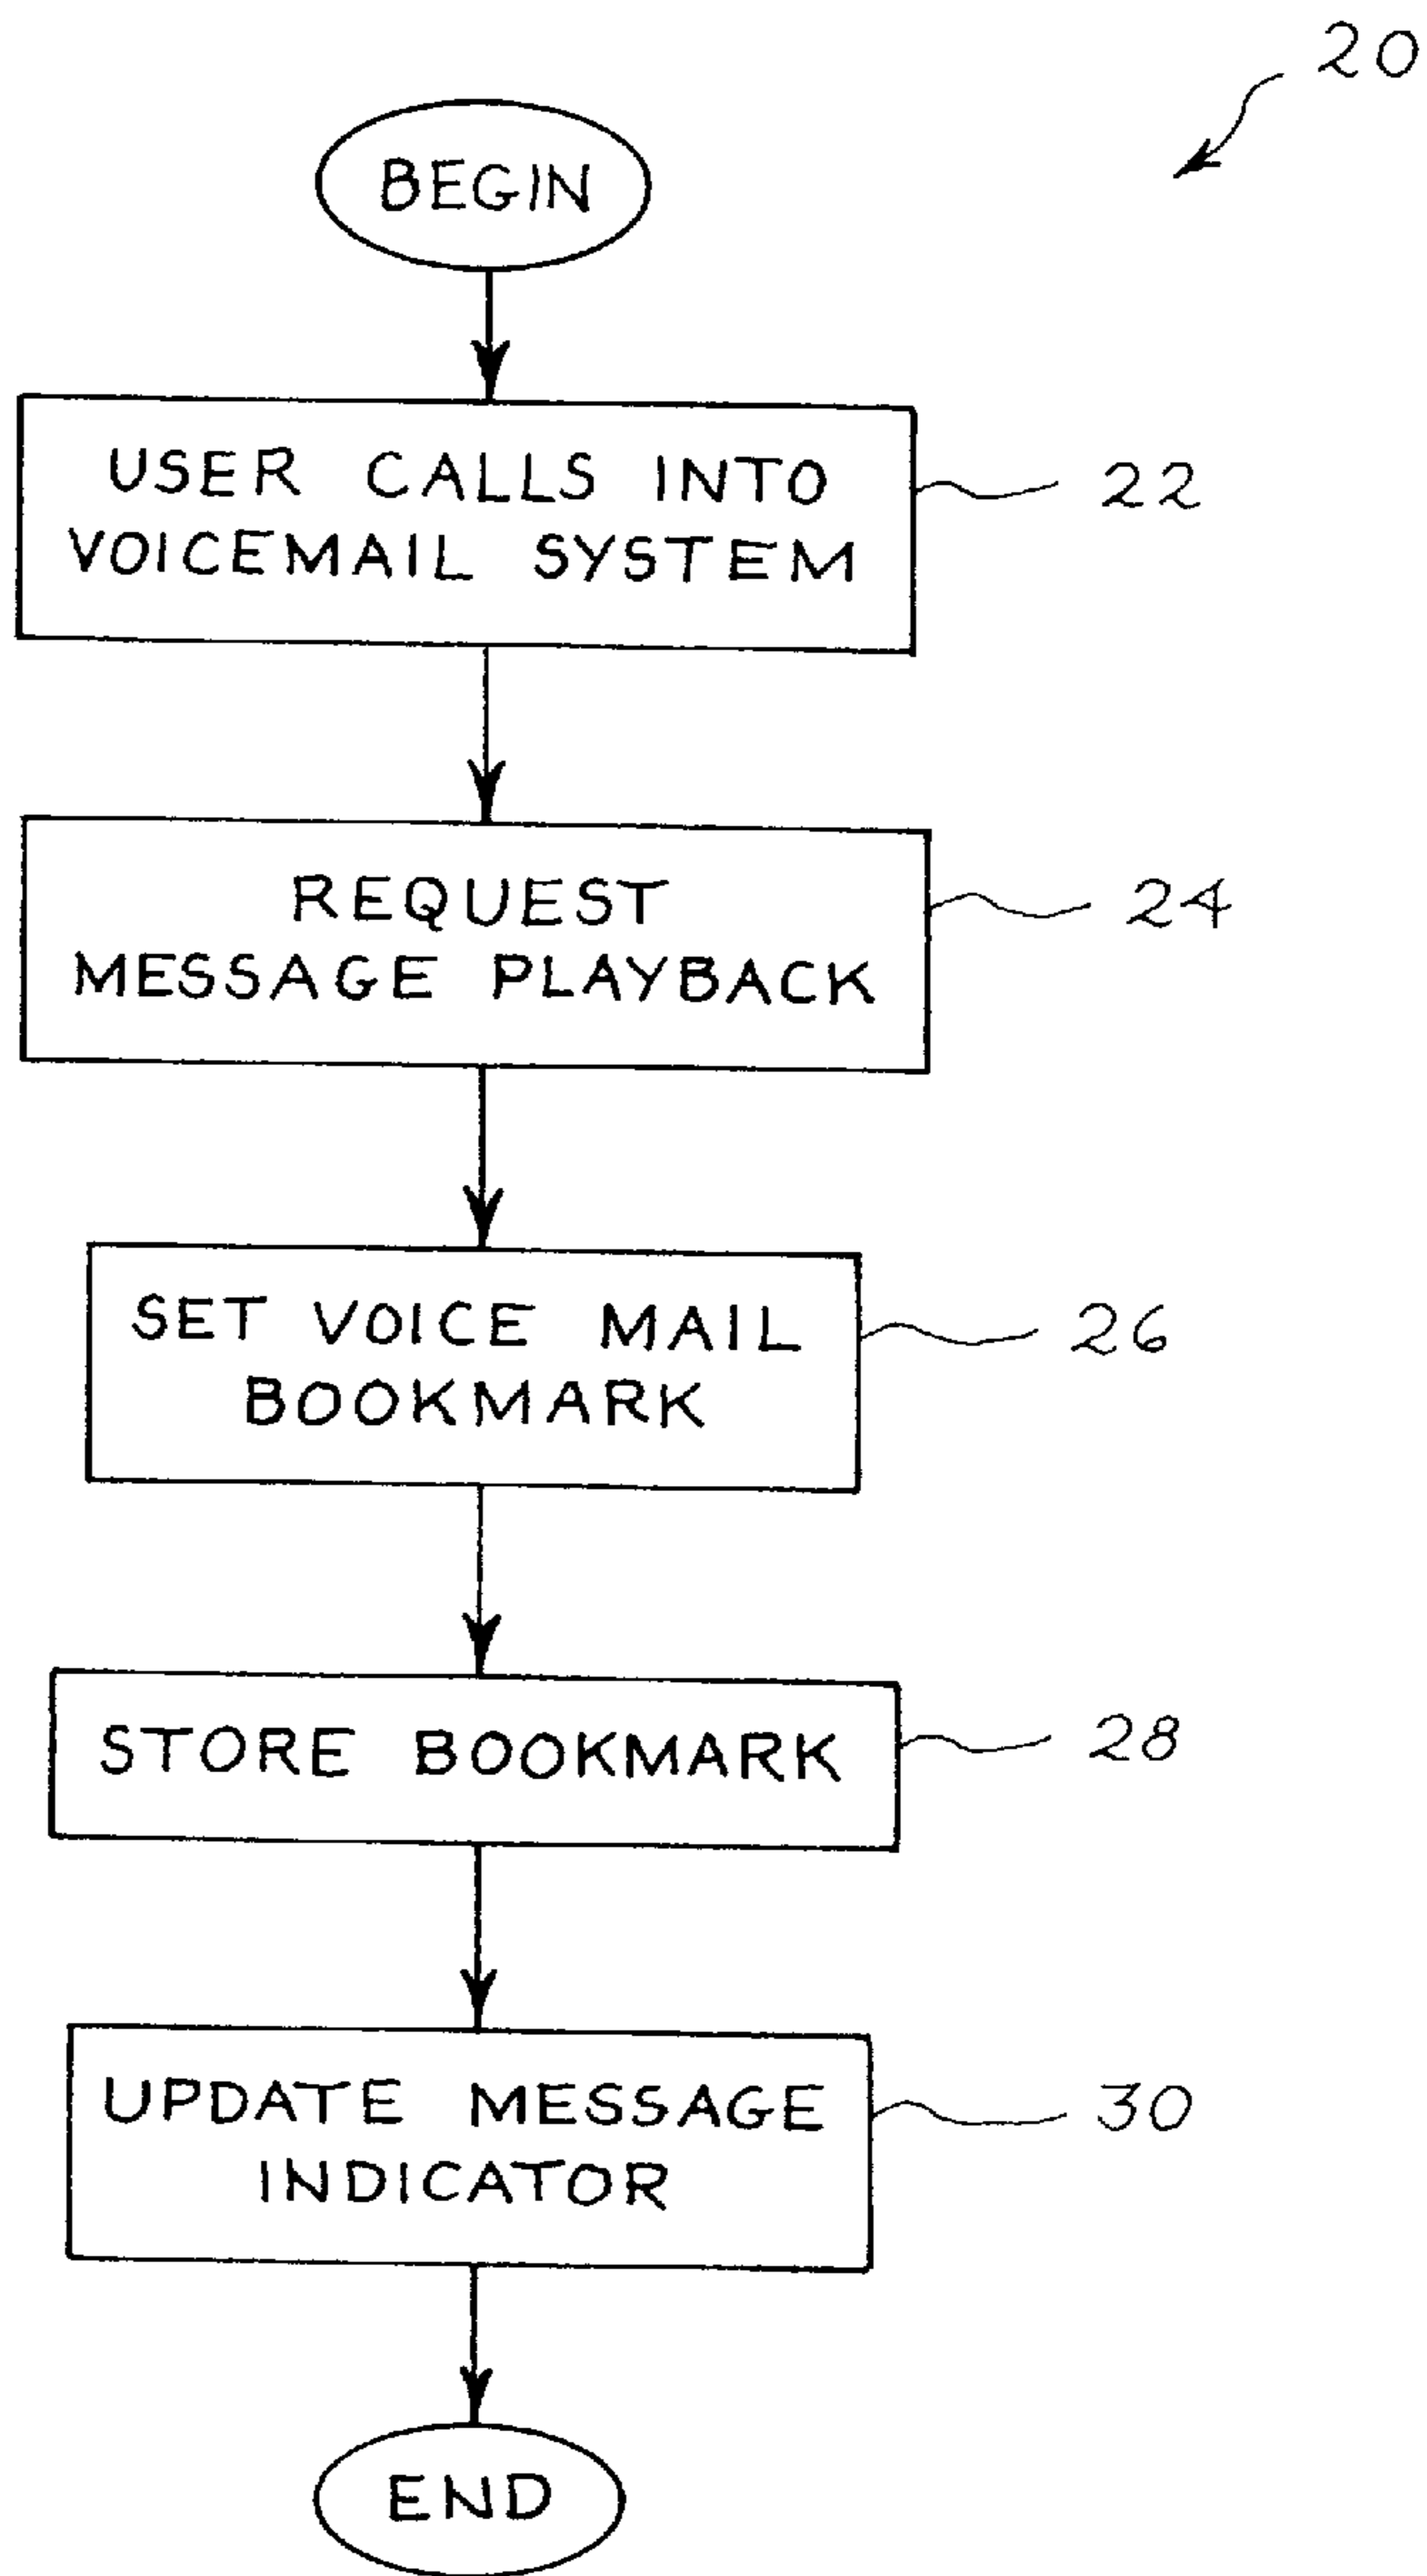 20
BEGIN
USER CALLS INTO
VOICEMAIL SYSTEM
22
REQUEST
MESSAGE PLAYBACK
24
SET VOICE MAIL
BOOKMARK
26
STORE BOOKMARK
28
UPDATE MESSAGE
INDICATOR
30
END